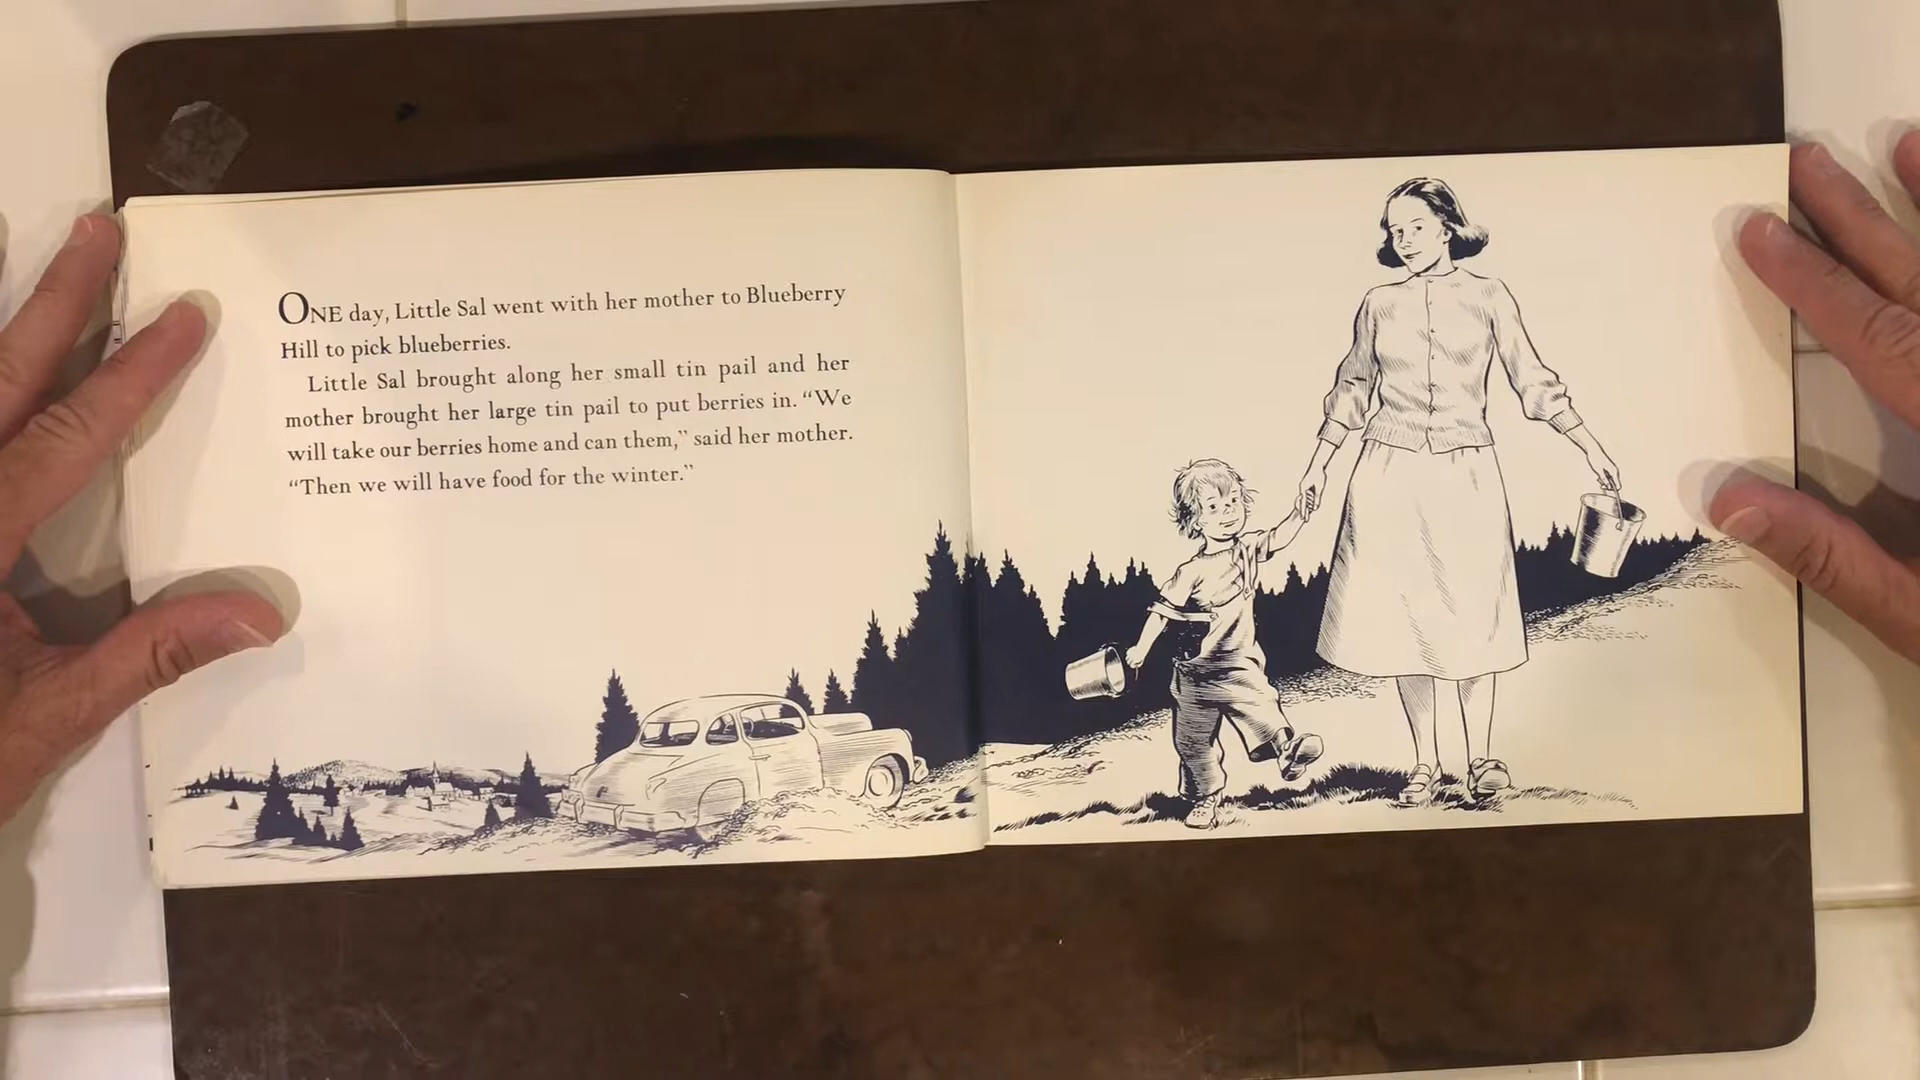 ONE day, Little Sal went with her mother to Blueberry
Hill to pick blueberries.
Little Sal brought along her small tin pail and her
mother brought her large tin pail to put berries in. “We
will take our berries home and can them,” said her mother.
“Then we will have food for the winter.”